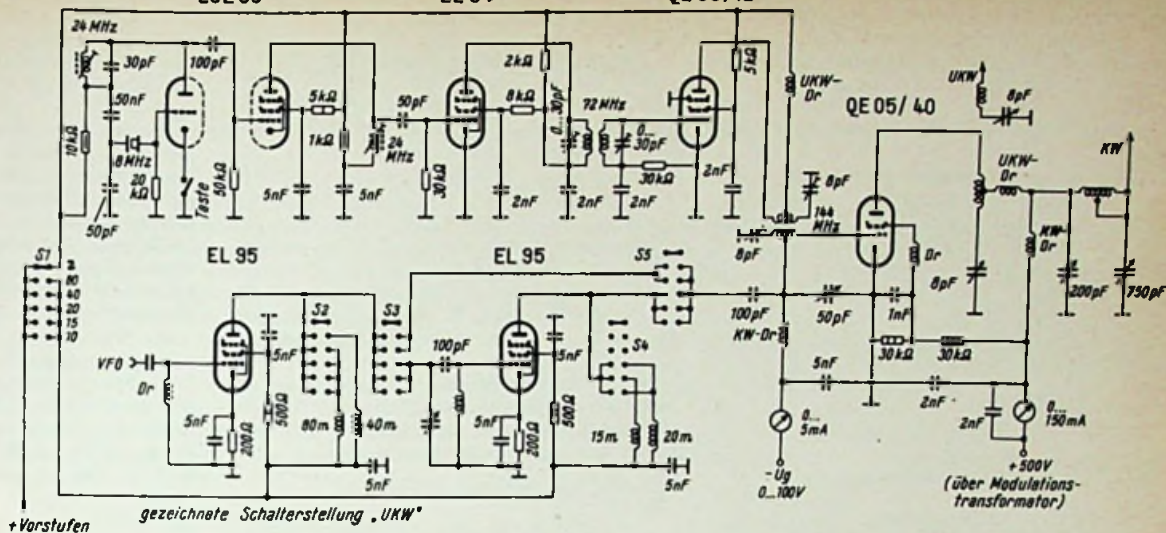 24 MHz
30pF
100pF
50nF
10kΩ
8MHz
20 kΩ
Taste
50pF
50kΩ
5kΩ
1kΩ
5nF
5nF
24 MHz
50pF
30kΩ
8kΩ
2kΩ
2nF
0...30pF
2nF
72MHz
0... 30pF
30kΩ
2nF
2nF
5kΩ
UKW-Dr
8pF
144 MHz
8pF
QE 05/40
UKW
8pF
UKW-Dr
KW
KW-Dr
8pF
200pF
750pF
Dr
1nF
50pF
100pF
KW-Dr
30kΩ
30kΩ
5nF
2nF
2nF
0... 5mA
0... 150mA
-Ug
0...100V
+500V
(über Modulations-
transformator)
S1
2
80
40
20
15
10
EL 95
VFO
Dr
5nF
200Ω
5nF
500Ω
S2
80m
40m
5nF
S3
100pF
EL 95
5nF
200Ω
5nF
500Ω
S4
S5
15m
20m
5nF
+Vorstufen
gezeichnete Schalterstellung „UKW"